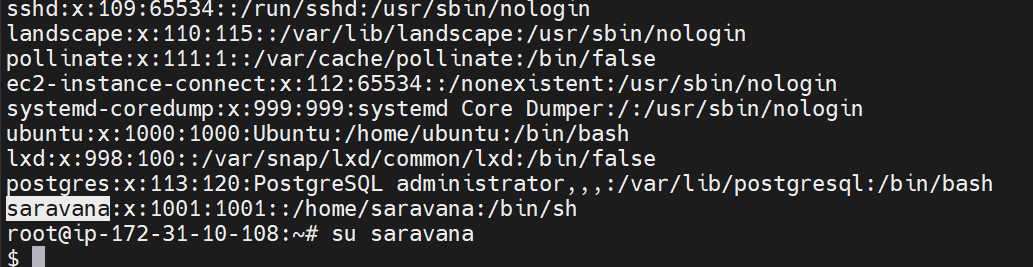 sshd:x:109:65534::/run/sshd:/usr/sbin/nologin
landscape:x:110:115::/var/lib/landscape:/usr/sbin/nologin
pollinate:x:111:1::/var/cache/pollinate:/bin/false
ec2-instance-connect:x:112:65534::/nonexistent:/usr/sbin/nologin
systemd-coredump:x:999:999:systemd Core Dumper:/:/usr/sbin/nologin
ubuntu:x:1000:1000:Ubuntu:/home/ubuntu:/bin/bash
lxd:x:998:100::/var/snap/lxd/common/lxd:/bin/false
postgres:x:113:120:PostgreSQL administrator,,,:/var/lib/postgresql:/bin/bash
saravana:x:1001:1001::/home/saravana:/bin/sh
root@ip-172-31-10-108:~# su saravana
$